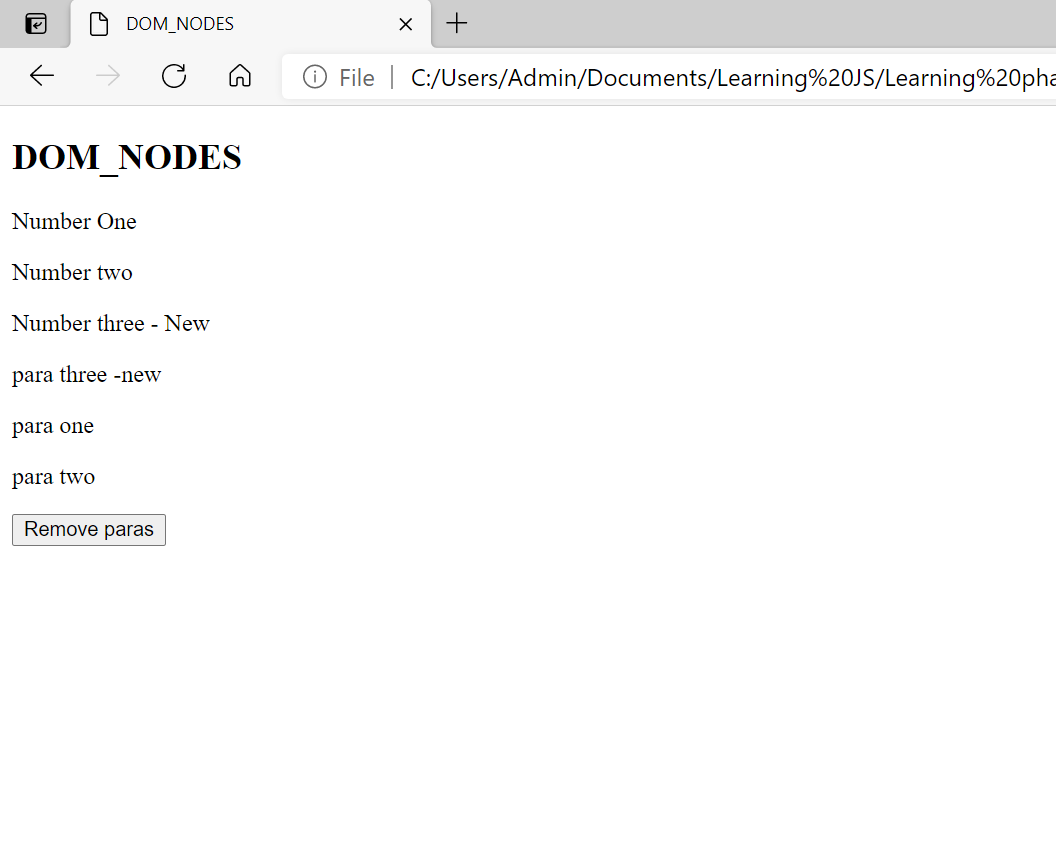 DOM_NODES
File C:/Users/Admin/Documents/Learning%20JS/Learning%20pha
DOM_NODES
Number One
Number two
Number three - New
para three -new
para one
para two
Remove paras